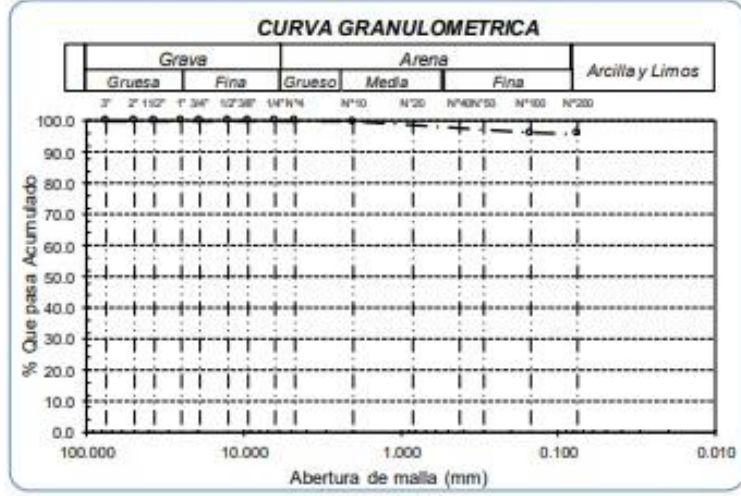 CURVA GRANULOMETRICA
Grava Arena Arcilla y Limos
Gruesa Fina Grueso Media Fina
3" 2" 1 1/2" 1" 3/4" 1/2" 3/8" 1/4" N°4 N°10 N°20 N°40 N°50 N°100 N°200
100.0
90.0
80.0
70.0
60.0
50.0
40.0
30.0
20.0
10.0
0.0
% Que pasa Acumulado
100.000 10.000 1.000 0.100 0.010
Abertura de malla (mm)